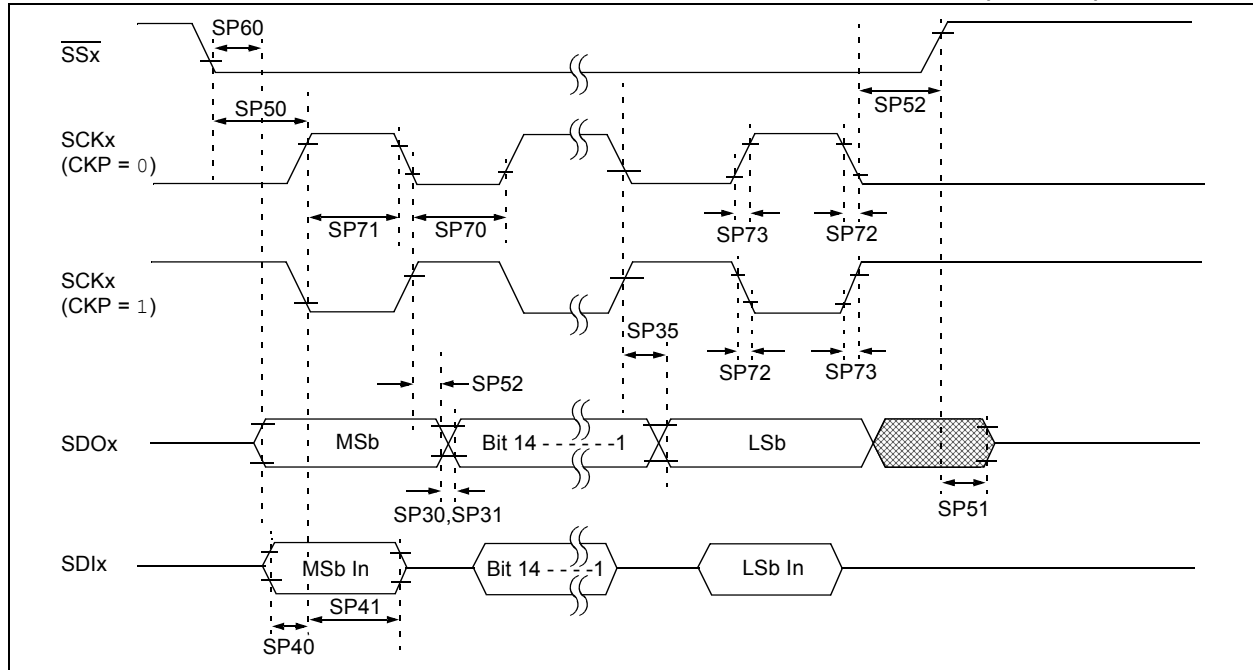 SP60
SSx
SP50
SP52
SCKx
(CKP = 0)
SP71
SP70
SP73
SP72
SCKx
(CKP = 1)
SP35
SP72
SP73
SP52
SDOx
MSb
Bit 14 - - - - - -1
LSb
SP30,SP31
SP51
SDIx
MSb In
Bit 14 - - - -1
LSb In
SP41
SP40